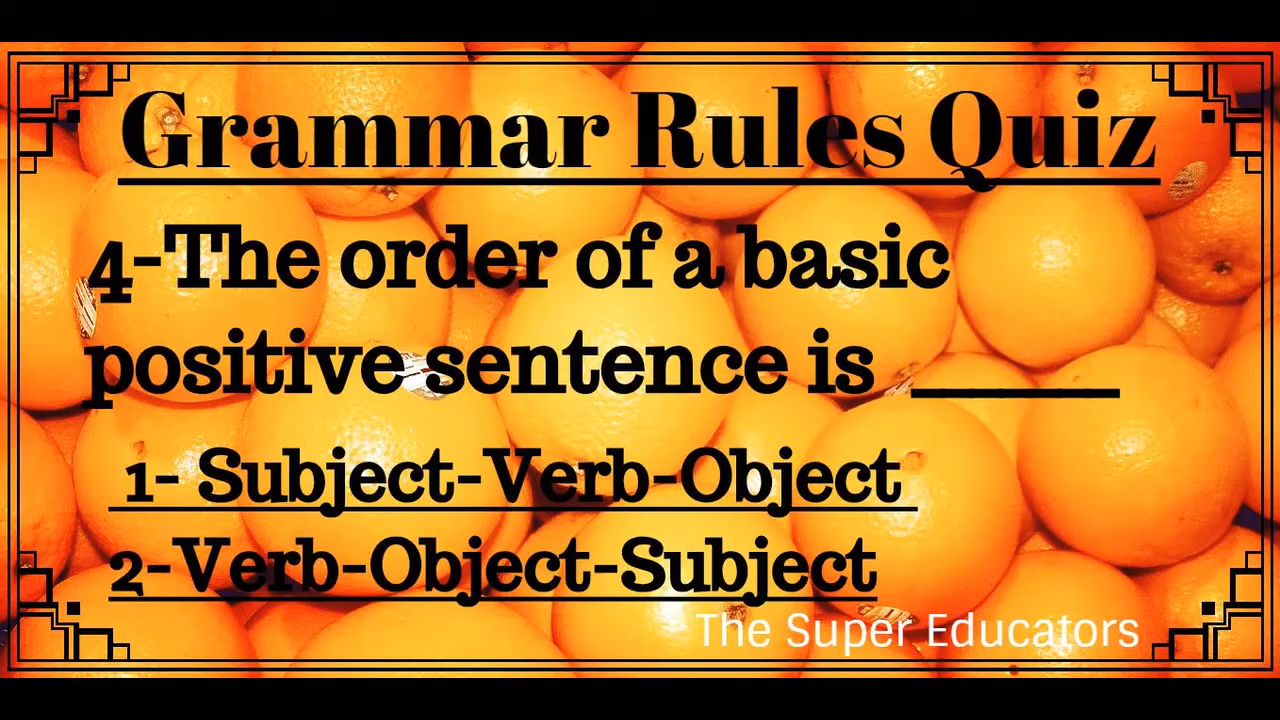 Grammar Rules Quiz
4-The order of a basic
positive sentence is _____
1- Subject-Verb-Object
2-Verb-Object-Subject
The Super Educators